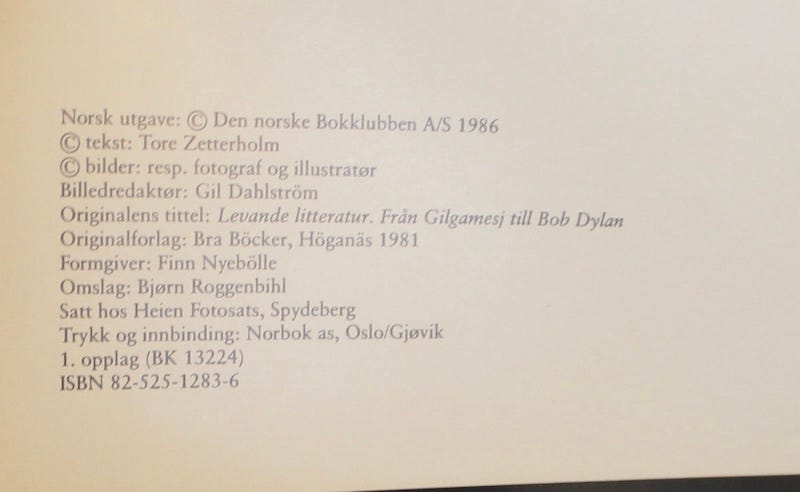 Norsk utgave: © Den norske Bokklubben A/S 1986
© tekst: Tore Zetterholm
© bilder: resp. fotograf og illustratør
Billedredaktør: Gil Dahlström
Originalens tittel: Levande litteratur. Från Gilgamesj till Bob Dylan
Originalforlag: Bra Böcker, Höganäs 1981
Formgiver: Finn Nyebölle
Omslag: Bjørn Roggenbihl
Satt hos Heien Fotosats, Spydeberg
Trykk og innbinding: Norbok as, Oslo/Gjøvik
1. opplag (BK 13224)
ISBN 82-525-1283-6